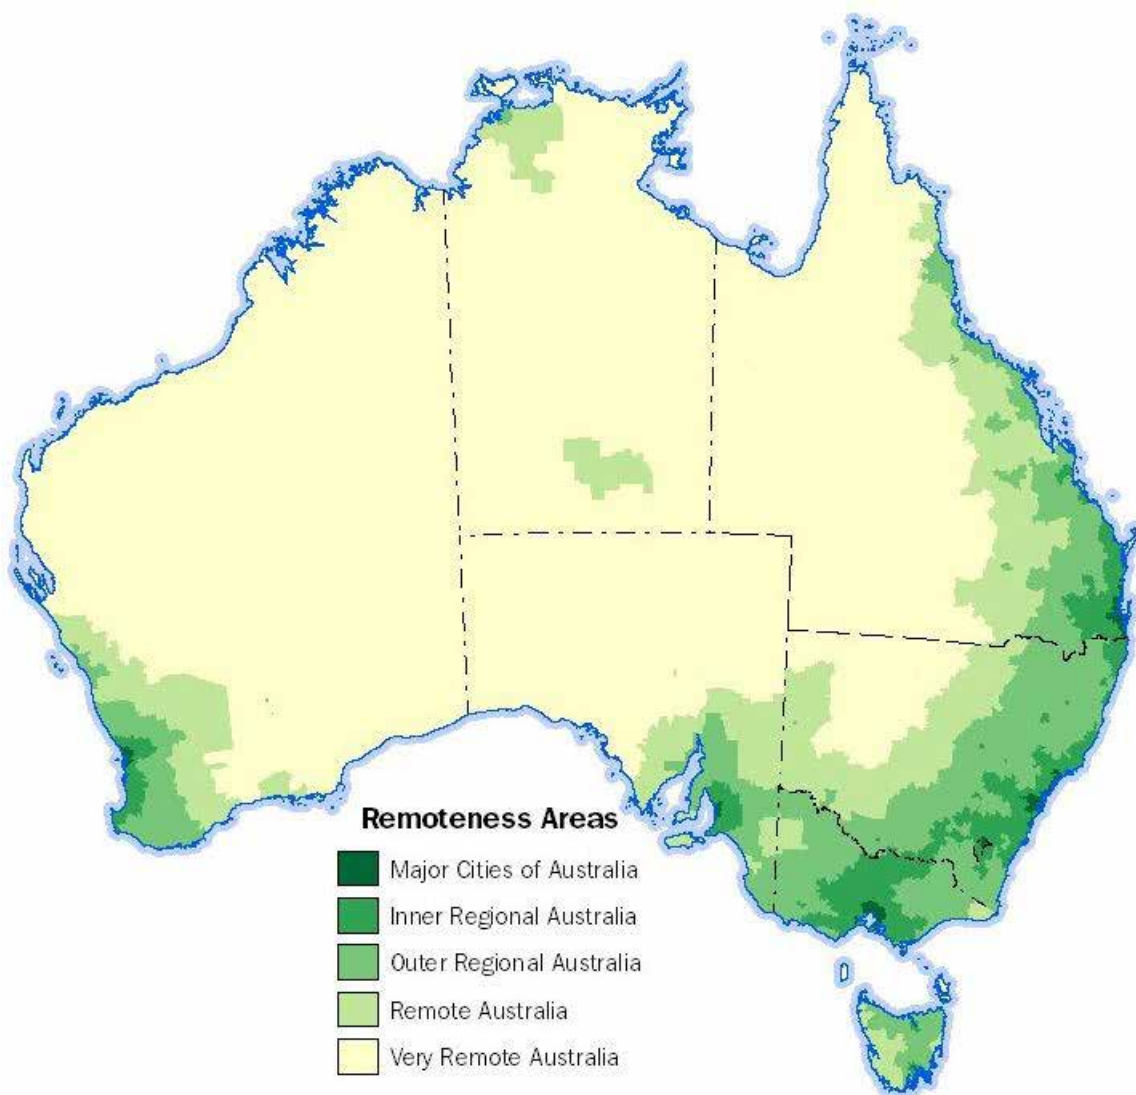 Remoteness Areas
Major Cities of Australia
Inner Regional Australia
Outer Regional Australia
Remote Australia
Very Remote Australia